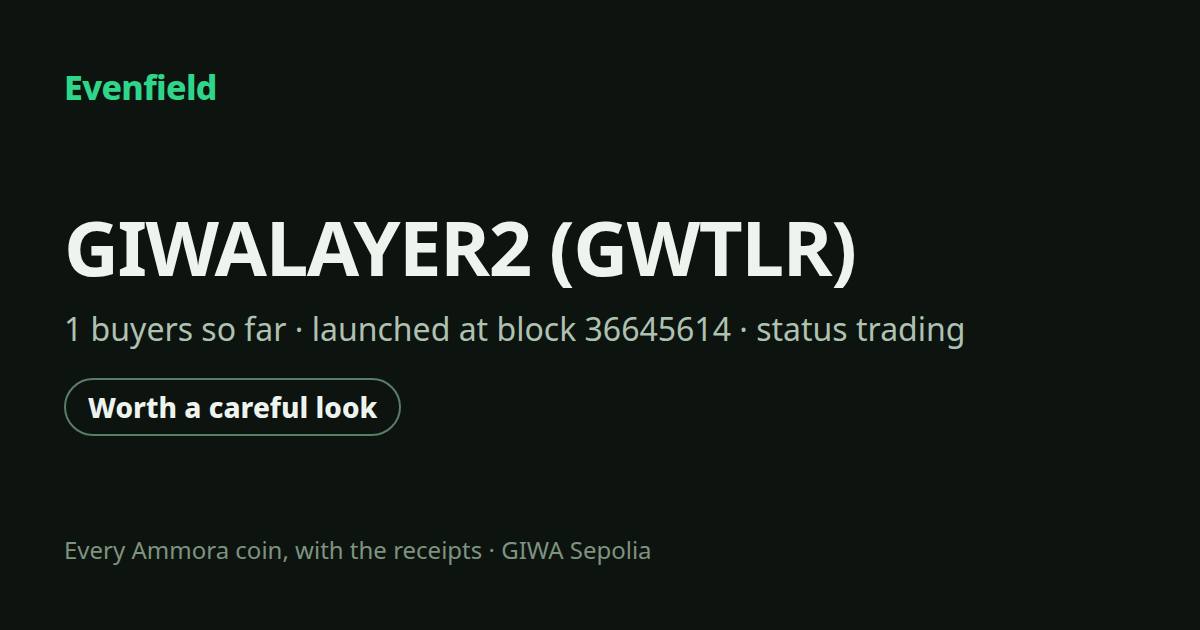 Evenfield
GIWALAYER2 (GWTLR)
1 buyers so far · launched at block 36645614 · status trading
Worth a careful look
Every Ammora coin, with the receipts · GIWA Sepolia